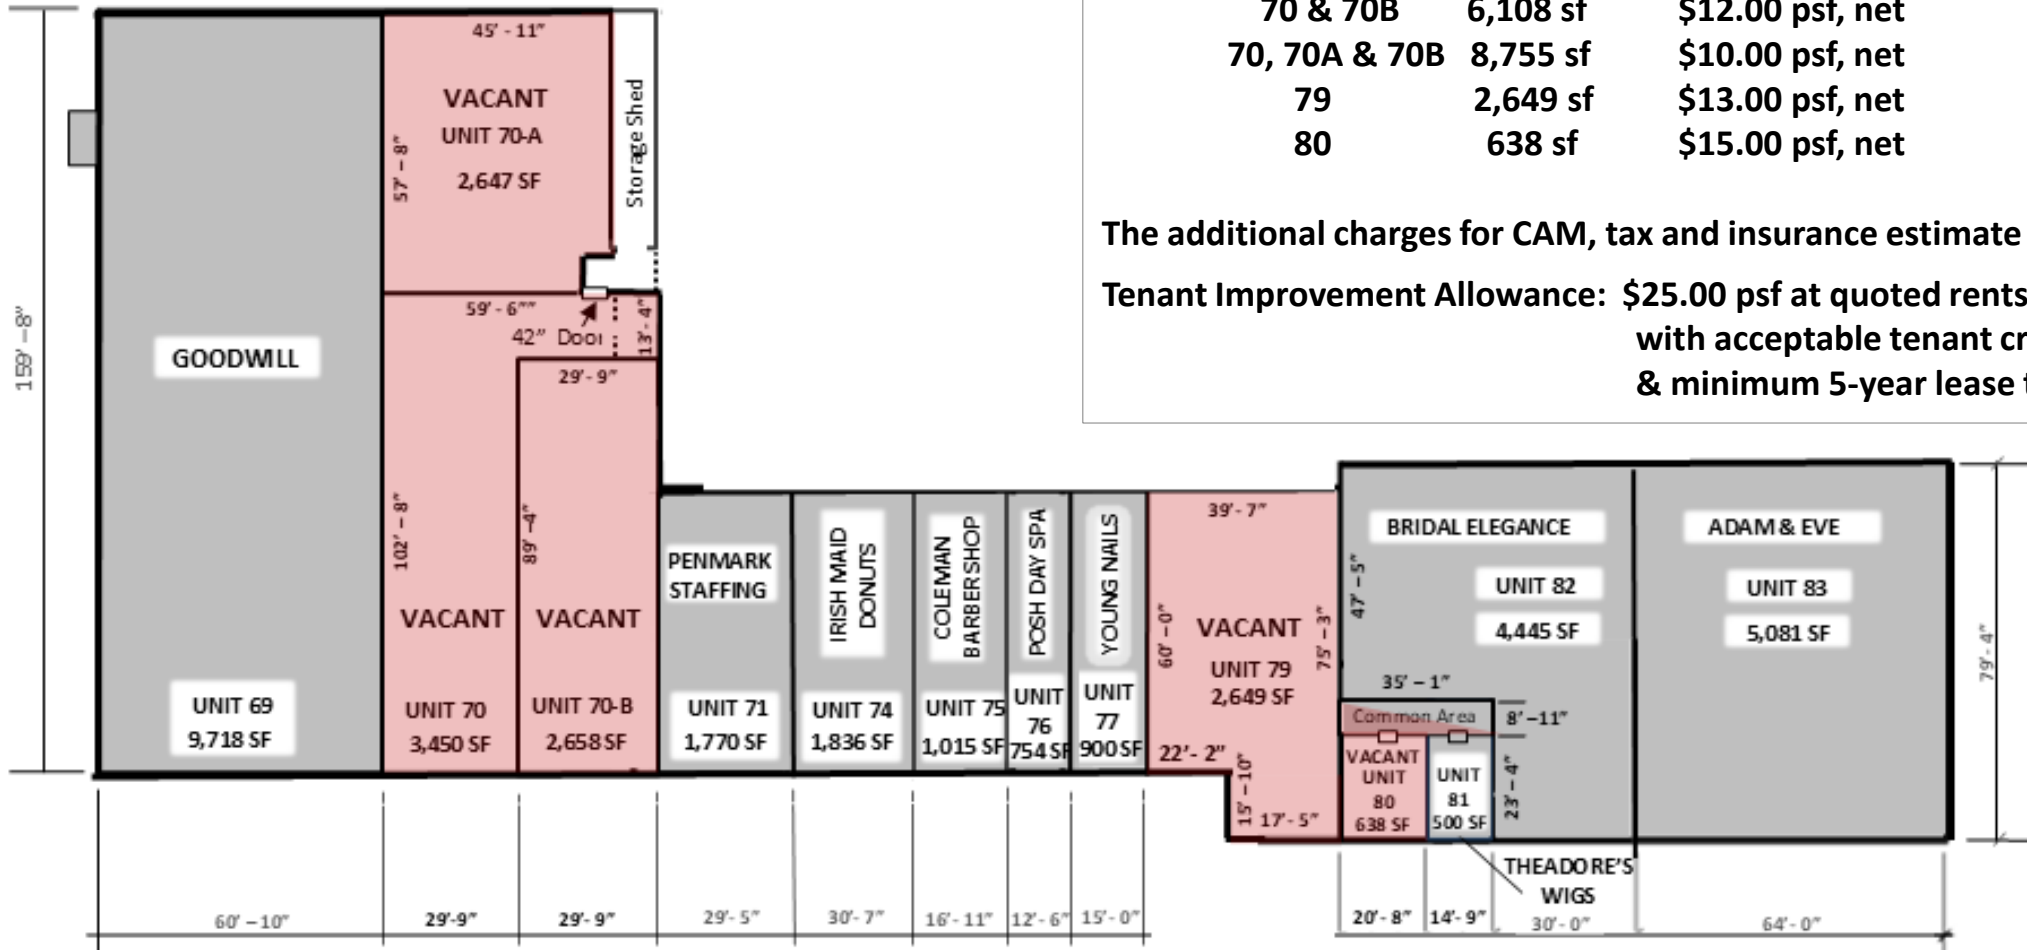 70 & 70B 6,108 sf $12.00 psf, net
70, 70A & 70B 8,755 sf $10.00 psf, net
79 2,649 sf $13.00 psf, net
80 638 sf $15.00 psf, net
The additional charges for CAM, tax and insurance estimate
Tenant Improvement Allowance: $25.00 psf at quoted rents
with acceptable tenant cr
& minimum 5-year lease t
159' – 8"
GOODWILL
UNIT 69
9,718 SF
45' - 11"
VACANT
UNIT 70-A
2,647 SF
57' – 8"
Storage Shed
59' - 6""
42" Door
13' - 4"
29' - 9"
102' – 8"
89' – 4"
VACANT
UNIT 70
3,450 SF
VACANT
UNIT 70-B
2,658 SF
PENMARK
STAFFING
UNIT 71
1,770 SF
IRISH MAID
DONUTS
UNIT 74
1,836 SF
COLEMAN
BARBERSHOP
UNIT 75
1,015 SF
POSH DAY SPA
UNIT
76
754 SF
YOUNG NAILS
UNIT
77
900 SF
39' - 7"
60' – 0"
75' – 3"
VACANT
UNIT 79
2,649 SF
22' - 2"
15' – 10"
17' - 5"
BRIDAL ELEGANCE
UNIT 82
4,445 SF
47' – 5"
35' – 1"
Common Area
8' –11"
VACANT
UNIT
80
638 SF
UNIT
81
500 SF
23' – 4"
THEADORE'S
WIGS
ADAM & EVE
UNIT 83
5,081 SF
79' - 4"
60' – 10"
29'-9"
29'- 9"
29'- 5"
30'- 7"
16'- 11"
12'- 6"
15'- 0"
20'- 8"
14'- 9"
30'- 0"
64'- 0"